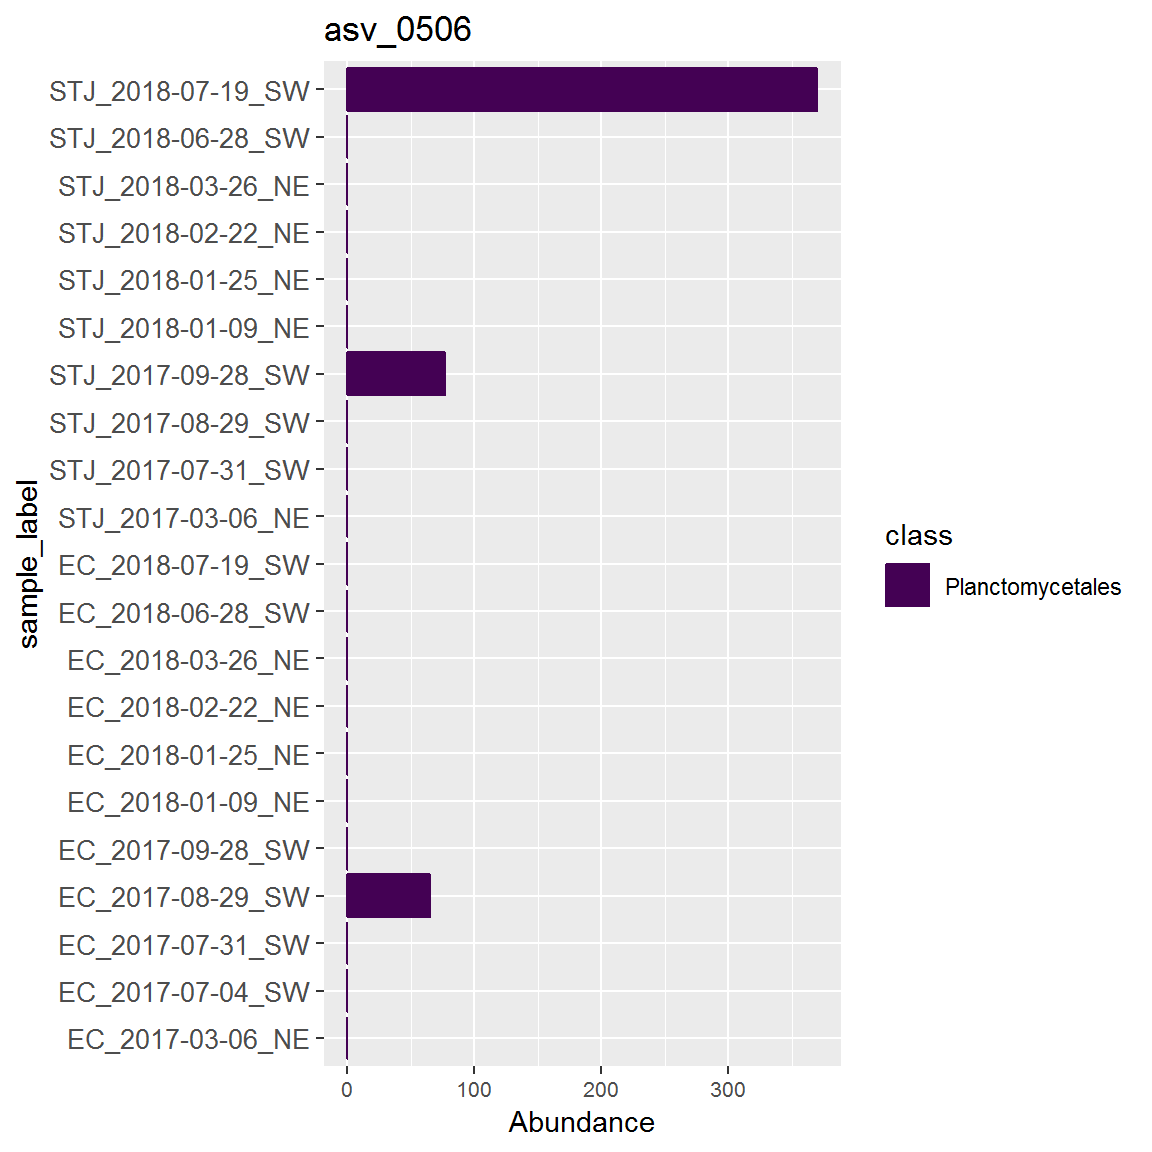 asv_0506
STJ_2018-07-19_SW
STJ_2018-06-28_SW
STJ_2018-03-26_NE
STJ_2018-02-22_NE
STJ_2018-01-25_NE
STJ_2018-01-09_NE
STJ_2017-09-28_SW
STJ_2017-08-29_SW
STJ_2017-07-31_SW
STJ_2017-03-06_NE
EC_2018-07-19_SW
EC_2018-06-28_SW
EC_2018-03-26_NE
EC_2018-02-22_NE
EC_2018-01-25_NE
EC_2018-01-09_NE
EC_2017-09-28_SW
EC_2017-08-29_SW
EC_2017-07-31_SW
EC_2017-07-04_SW
EC_2017-03-06_NE
sample_label
0 100 200 300
Abundance
class
Planctomycetales